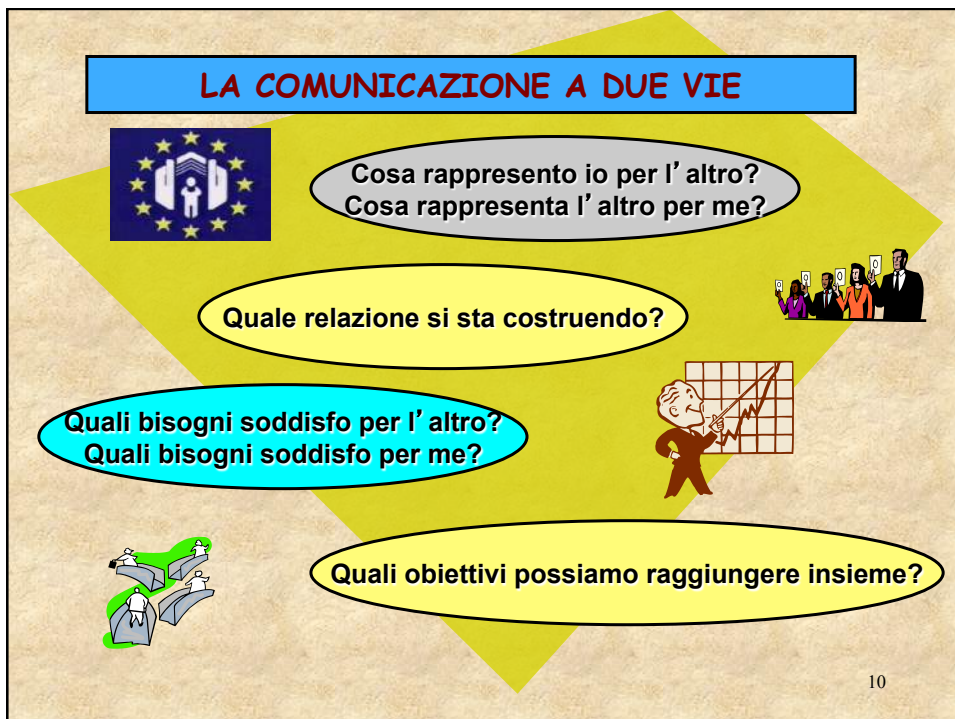 LA COMUNICAZIONE A DUE VIE
Cosa rappresento io per l’altro?
Cosa rappresenta l’altro per me?
Quale relazione si sta costruendo?
Quali bisogni soddisfo per l’altro?
Quali bisogni soddisfo per me?
Quali obiettivi possiamo raggiungere insieme?
10